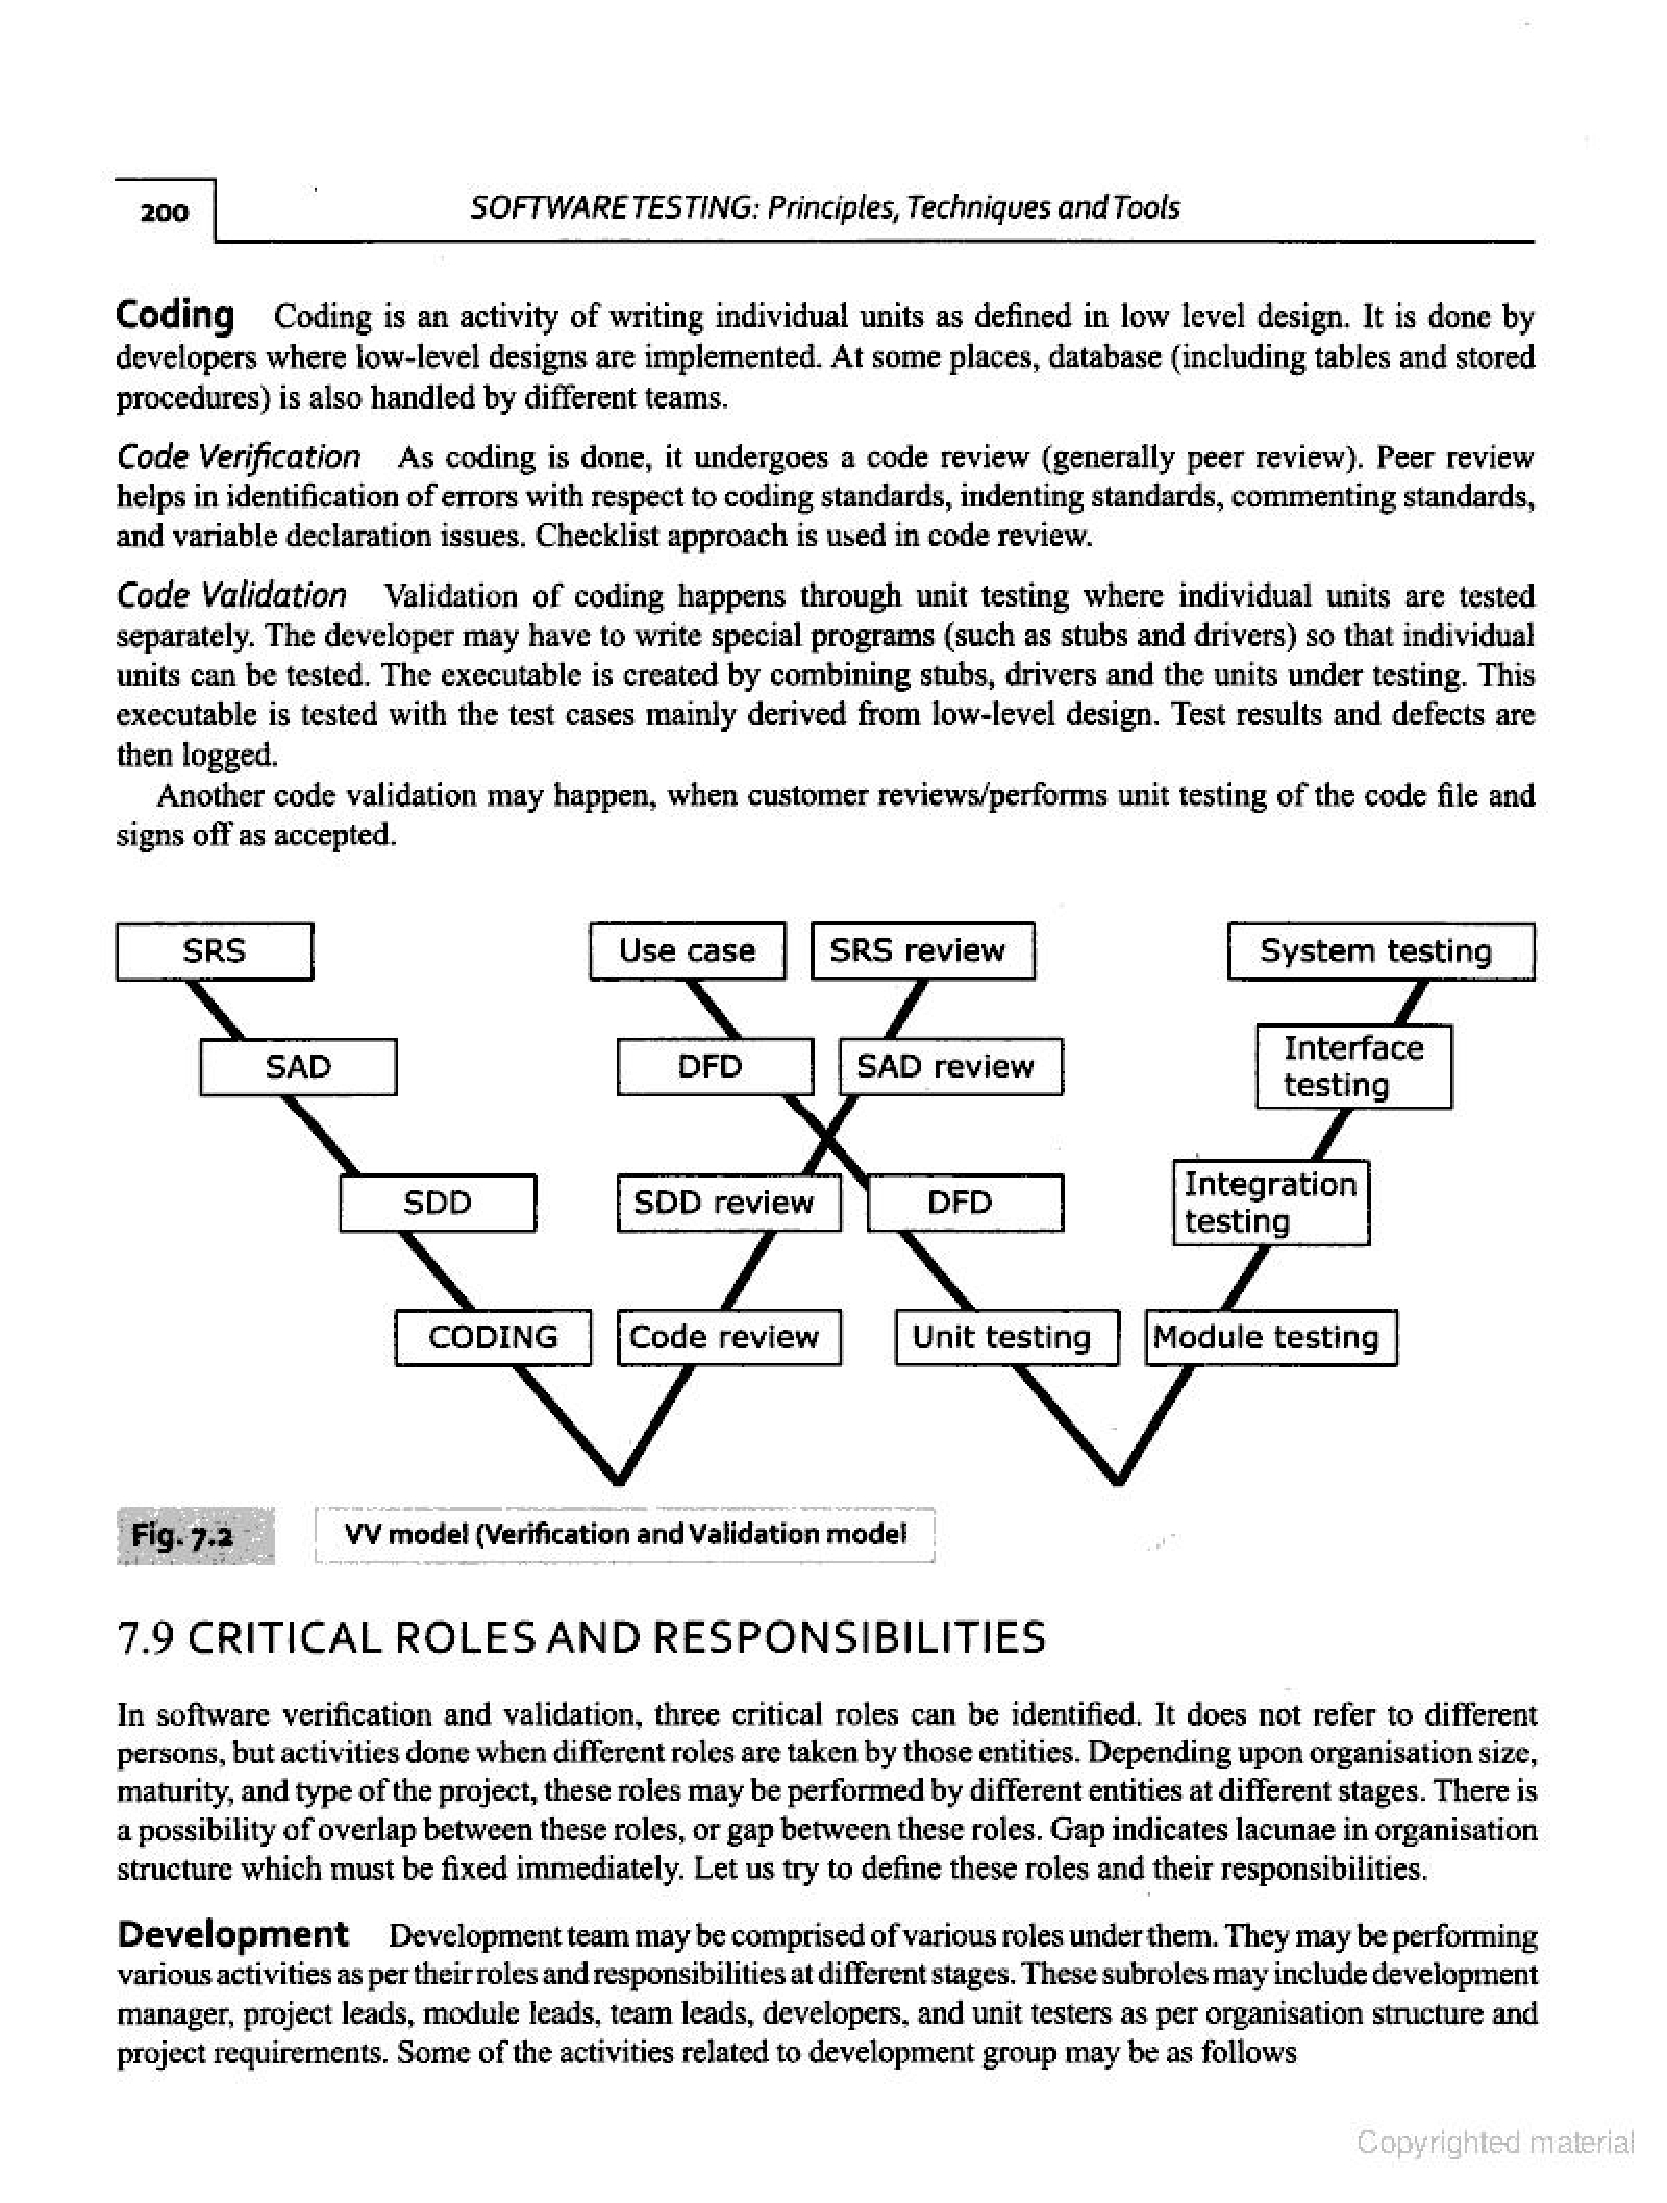 200
SOFTWARE TESTING: Principles, Techniques and Tools
Coding Coding is an activity of writing individual units as defined in low level design. It is done by
developers where low-level designs are implemented. At some places, database (including tables and stored
procedures) is also handled by different teams.
Code Verification As coding is done, it undergoes a code review (generally peer review). Peer review
helps in identification of errors with respect to coding standards, indenting standards, commenting standards,
and variable declaration issues. Checklist approach is used in code review.
Code Validation Validation of coding happens through unit testing where individual units are tested
separately. The developer may have to write special programs (such as stubs and drivers) so that individual
units can be tested. The executable is created by combining stubs, drivers and the units under testing. This
executable is tested with the test cases mainly derived from low-level design. Test results and defects are
then logged.
Another code validation may happen, when customer reviews/performs unit testing of the code file and
signs off as accepted.
SRS
Use case
SRS review
System testing
SAD
DFD
SAD review
Interface
testing
SDD
SDD review
DFD
Integration
testing
CODING
Code review
Unit testing
Module testing
Fig. 7.2
VV model (Verification and Validation model
7.9 CRITICAL ROLES AND RESPONSIBILITIES
In software verification and validation, three critical roles can be identified. It does not refer to different
persons, but activities done when different roles are taken by those entities. Depending upon organisation size,
maturity, and type of the project, these roles may be performed by different entities at different stages. There is
a possibility of overlap between these roles, or gap between these roles. Gap indicates lacunae in organisation
structure which must be fixed immediately. Let us try to define these roles and their responsibilities.
Development Development team may be comprised of various roles under them. They may be performing
various activities as per their roles and responsibilities at different stages. These subroles may include development
manager, project leads, module leads, team leads, developers, and unit testers as per organisation structure and
project requirements. Some of the activities related to development group may be as follows
Copyrighted material